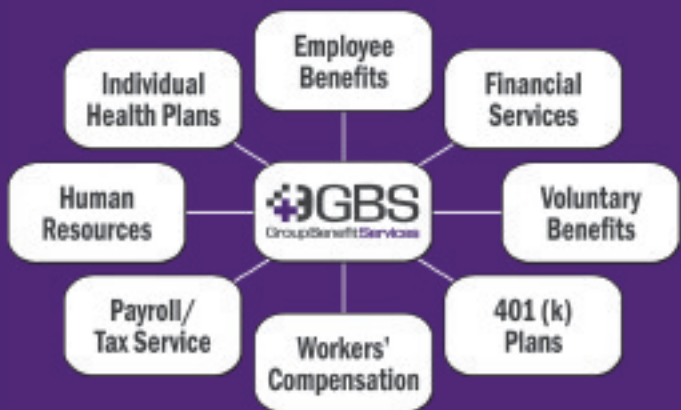 Employee
Benefits
Individual
Health Plans
Financial
Services
Human
Resources
GBS
GroupBenefitServices
Voluntary
Benefits
Payroll/
Tax Service
401 (k)
Plans
Workers'
Compensation